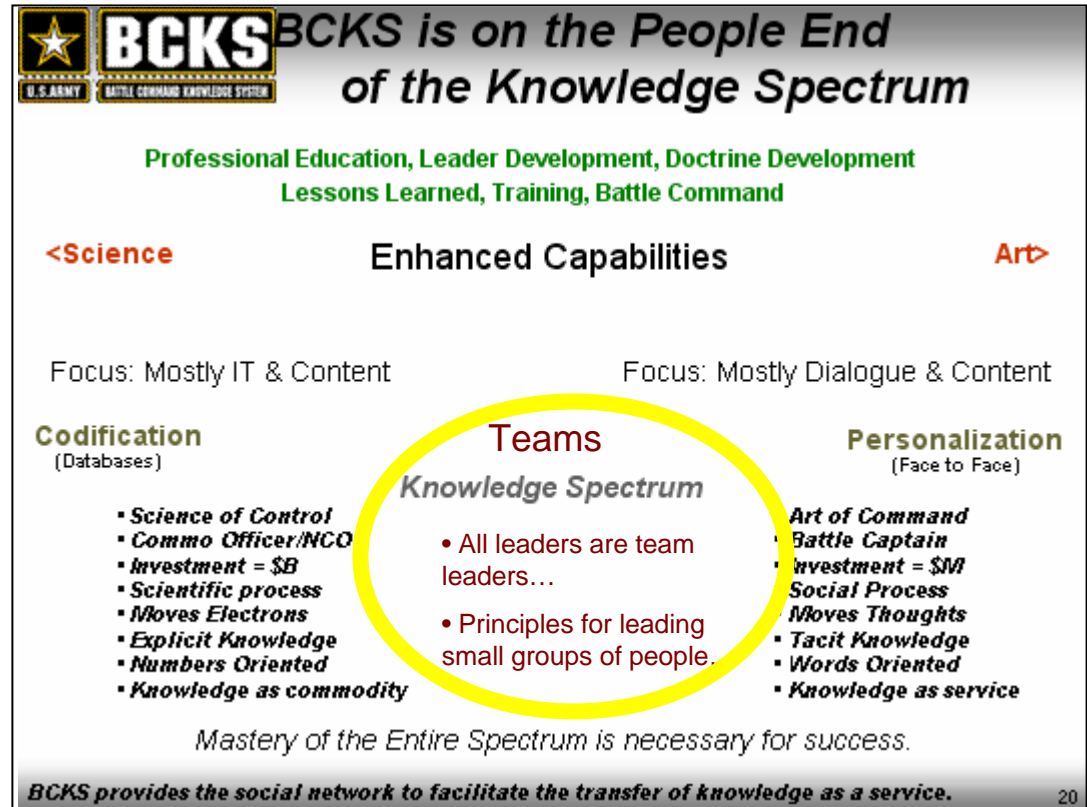 BCKS
U.S.ARMY
BATTLE COMMAND KNOWLEDGE SYSTEM
BCKS is on the People End
of the Knowledge Spectrum
Professional Education, Leader Development, Doctrine Development
Lessons Learned, Training, Battle Command
<Science
Enhanced Capabilities
Art>
Focus: Mostly IT & Content
Focus: Mostly Dialogue & Content
Codification
(Databases)
▪ Science of Control
▪ Commo Officer/NCO
▪ Investment = $B
▪ Scientific process
▪ Moves Electrons
▪ Explicit Knowledge
▪ Numbers Oriented
▪ Knowledge as commodity
Teams
Knowledge Spectrum
• All leaders are team
leaders…
• Principles for leading
small groups of people.
Personalization
(Face to Face)
Art of Command
▪ Battle Captain
Investment = $M
Social Process
▪ Moves Thoughts
▪ Tacit Knowledge
▪ Words Oriented
▪ Knowledge as service
Mastery of the Entire Spectrum is necessary for success.
BCKS provides the social network to facilitate the transfer of knowledge as a service.
20